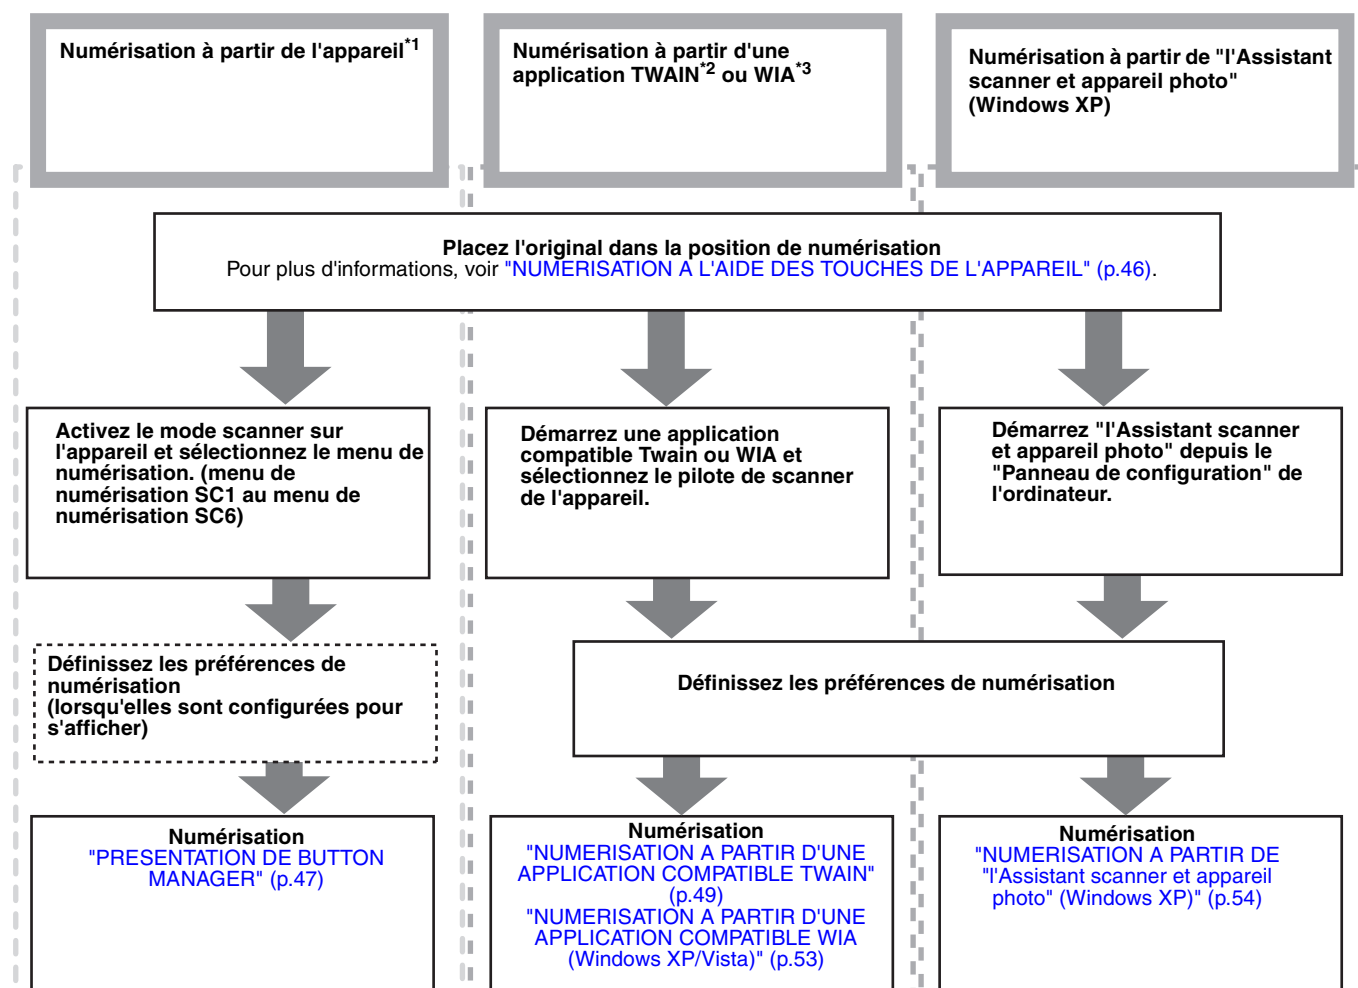 Numérisation à partir de l'appareil*1
Numérisation à partir d'une
application TWAIN*2 ou WIA*3
Numérisation à partir de "l'Assistant
scanner et appareil photo"
(Windows XP)
Placez l'original dans la position de numérisation
Pour plus d'informations, voir "NUMERISATION A L'AIDE DES TOUCHES DE L'APPAREIL" (p.46).
Activez le mode scanner sur
l'appareil et sélectionnez le menu de
numérisation. (menu de
numérisation SC1 au menu de
numérisation SC6)
Démarrez une application
compatible Twain ou WIA et
sélectionnez le pilote de scanner
de l'appareil.
Démarrez "l'Assistant scanner
et appareil photo" depuis le
"Panneau de configuration" de
l'ordinateur.
Définissez les préférences de
numérisation
(lorsqu'elles sont configurées pour
s'afficher)
Définissez les préférences de numérisation
Numérisation
"PRESENTATION DE BUTTON
MANAGER" (p.47)
Numérisation
"NUMERISATION A PARTIR D'UNE
APPLICATION COMPATIBLE TWAIN"
(p.49)
"NUMERISATION A PARTIR D'UNE
APPLICATION COMPATIBLE WIA
(Windows XP/Vista)" (p.53)
Numérisation
"NUMERISATION A PARTIR DE
"l'Assistant scanner et appareil
photo" (Windows XP)" (p.54)